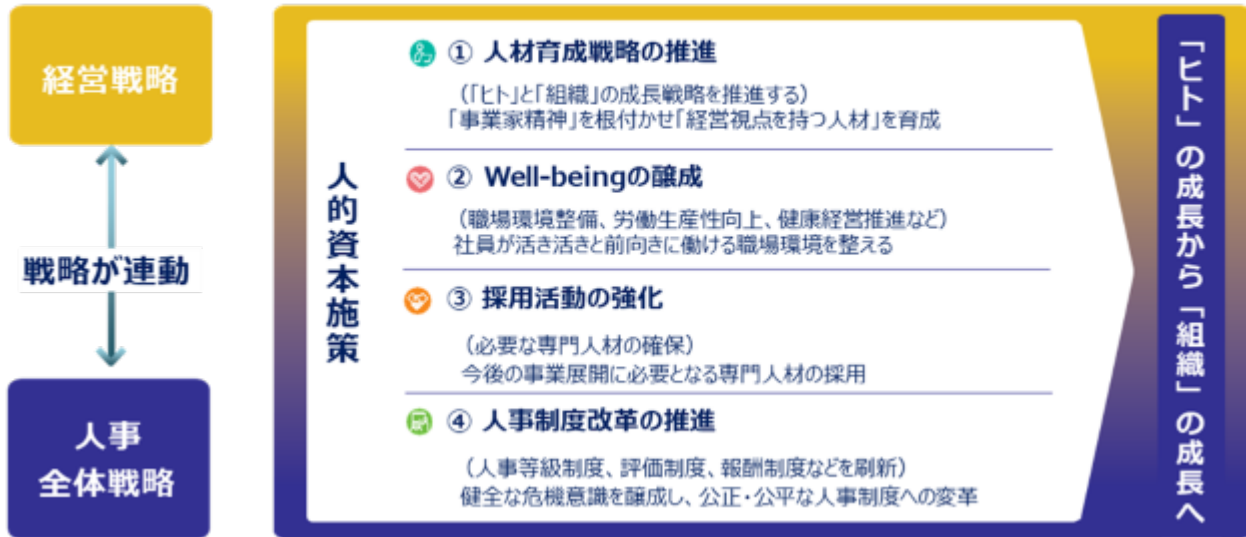 経営戦略
戦略が連動
人事
全体戦略
人的資本施策
① 人材育成戦略の推進
（「ヒト」と「組織」の成長戦略を推進する）
「事業家精神」を根付かせ「経営視点を持つ人材」を育成
② Well-beingの醸成
（職場環境整備、労働生産性向上、健康経営推進など）
社員が活き活きと前向きに働ける職場環境を整える
③ 採用活動の強化
（必要な専門人材の確保）
今後の事業展開に必要となる専門人材の採用
④ 人事制度改革の推進
（人事等級制度、評価制度、報酬制度などを刷新）
健全な危機意識を醸成し、公正・公平な人事制度への変革
「ヒト」の成長から「組織」の成長へ